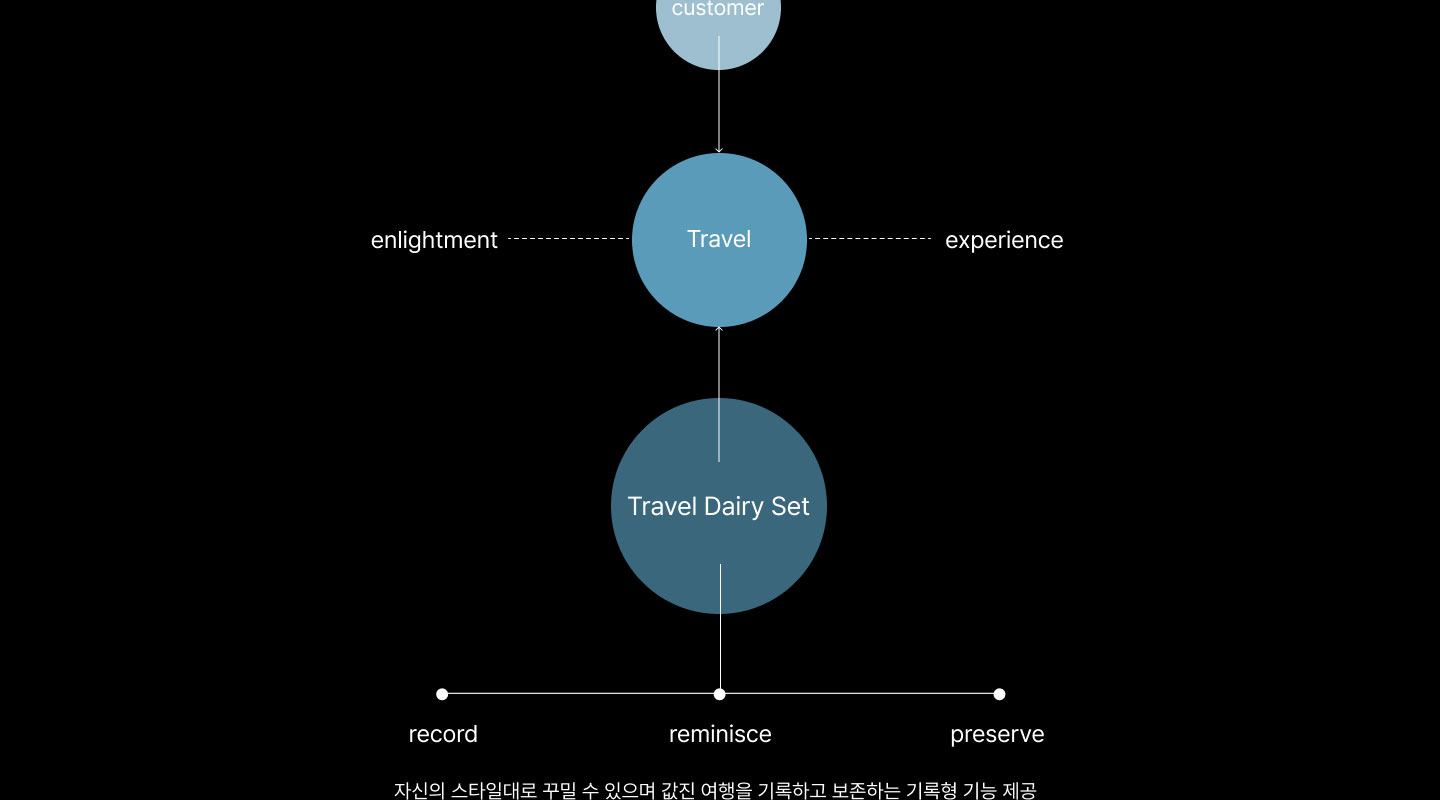 customer
enlightment
Travel
experience
Travel Dairy Set
record
reminisce
preserve
자신의 스타일대로 꾸밀 수 있으며 값진 여행을 기록하고 보존하는 기록형 기능 제공